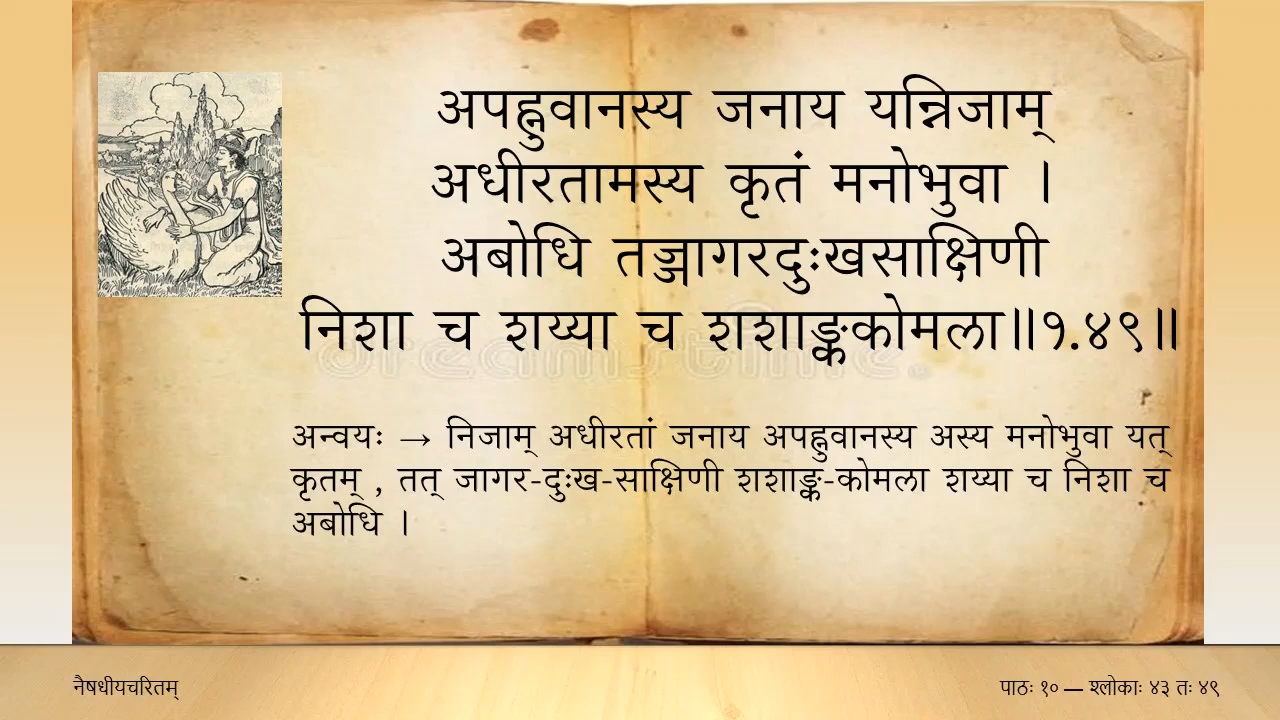 अपह्नुवानस्य जनाय यन्निजाम्
अधीरतामस्य कृतं मनोभुवा ।
अबोधि तज्जागरदुःखसाक्षिणी
निशा च शय्या च शशाङ्ककोमला॥१.४९॥
dreamstime.
अन्वयः → निजाम् अधीरतां जनाय अपह्नुवानस्य अस्य मनोभुवा यत्
कृतम् , तत् जागर-दुःख-साक्षिणी शशाङ्क-कोमला शय्या च निशा च
अबोधि ।
नैषधीयचरितम्
पाठः १० — श्लोकाः ४३ तः ४९